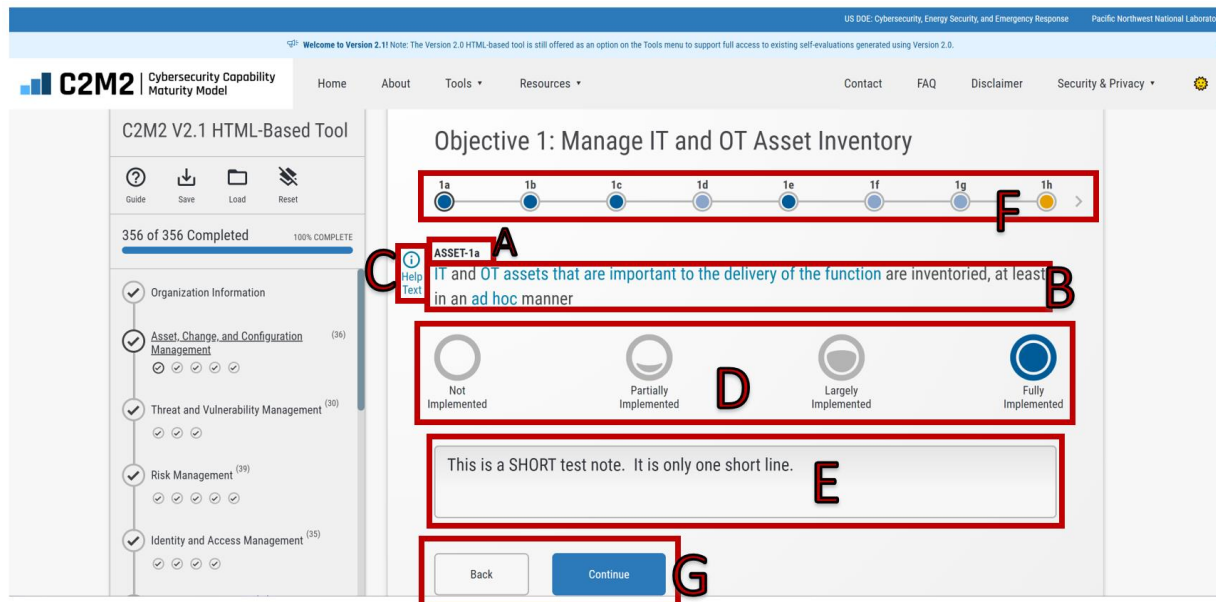 US DOE: Cybersecurity, Energy Security, and Emergency Response Pacific Northwest National Laborato
Welcome to Version 2.1! Note: The Version 2.0 HTML-based tool is still offered as an option on the Tools menu to support full access to existing self-evaluations generated using Version 2.0.
C2M2 Cybersecurity Capability
Maturity Model
Home About Tools Resources Contact FAQ Disclaimer Security & Privacy
C2M2 V2.1 HTML-Based Tool
Guide Save Load Reset
356 of 356 Completed 100% COMPLETE
Organization Information
Asset, Change, and Configuration (36)
Management
Threat and Vulnerability Management (30)
Risk Management (39)
Identity and Access Management (35)
Objective 1: Manage IT and OT Asset Inventory
1a 1b 1c 1d 1e 1f 1g 1h
F
ASSET-1a
A
C
Help
Text
IT and OT assets that are important to the delivery of the function are inventoried, at least
in an ad hoc manner
B
Not
Implemented
Partially
Implemented
D
Largely
Implemented
Fully
Implemented
This is a SHORT test note. It is only one short line.
E
Back Continue
G